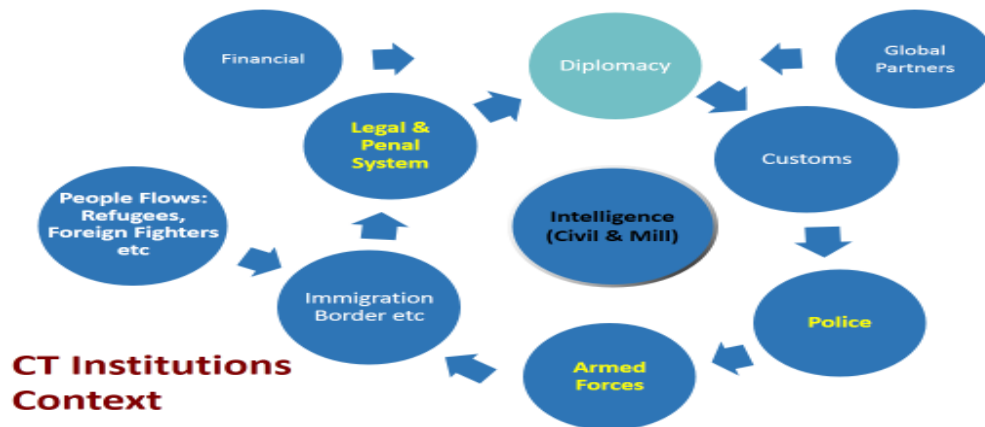 Financial
Diplomacy
Global
Partners
Legal &
Penal
System
Customs
People Flows:
Refugees,
Foreign Fighters
etc
Intelligence
(Civil & Mill)
Immigration
Border etc
Police
Armed
Forces
CT Institutions
Context